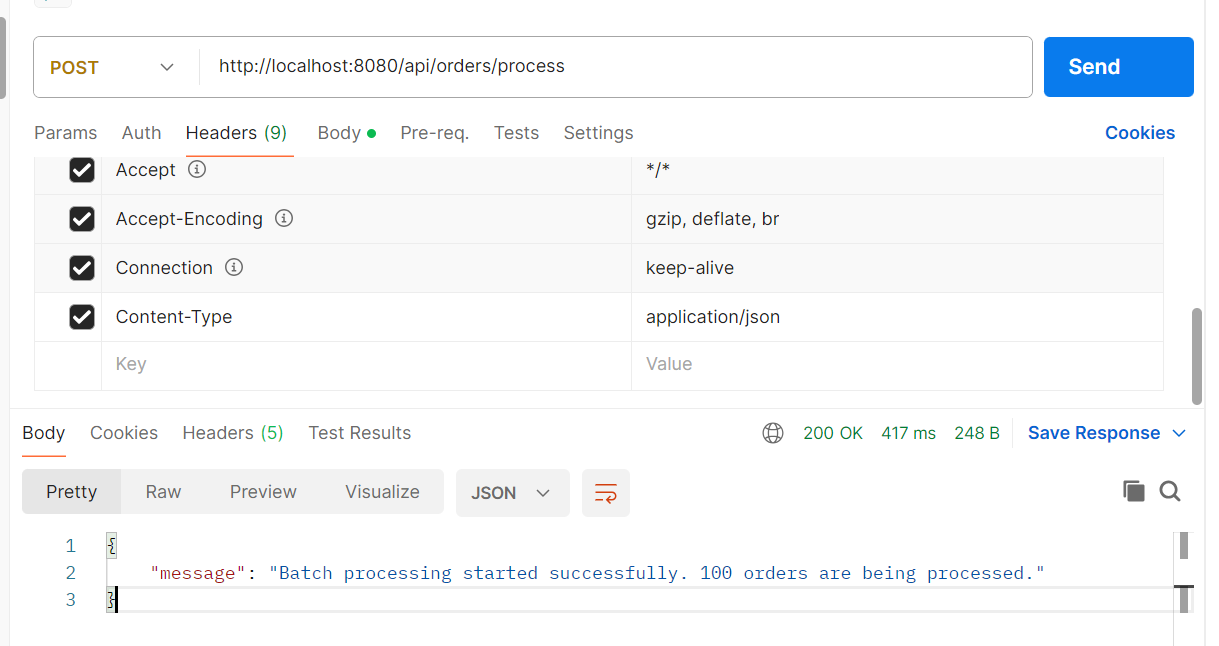 POST http://localhost:8080/api/orders/process Send
Params Auth Headers (9) Body Pre-req. Tests Settings Cookies
Accept */*
Accept-Encoding gzip, deflate, br
Connection keep-alive
Content-Type application/json
Key Value
Body Cookies Headers (5) Test Results 200 OK 417 ms 248 B Save Response
Pretty Raw Preview Visualize JSON
1 {
2 "message": "Batch processing started successfully. 100 orders are being processed."
3 }